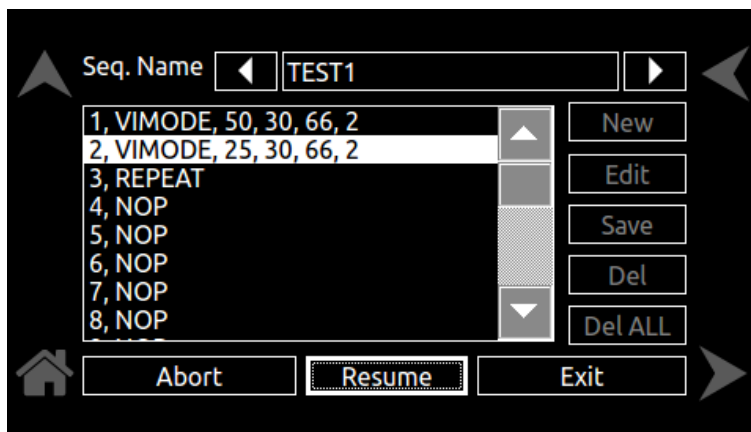 Seq. Name TEST1
1, VIMODE, 50, 30, 66, 2
2, VIMODE, 25, 30, 66, 2
3, REPEAT
4, NOP
5, NOP
6, NOP
7, NOP
8, NOP
New
Edit
Save
Del
Del ALL
Abort Resume Exit